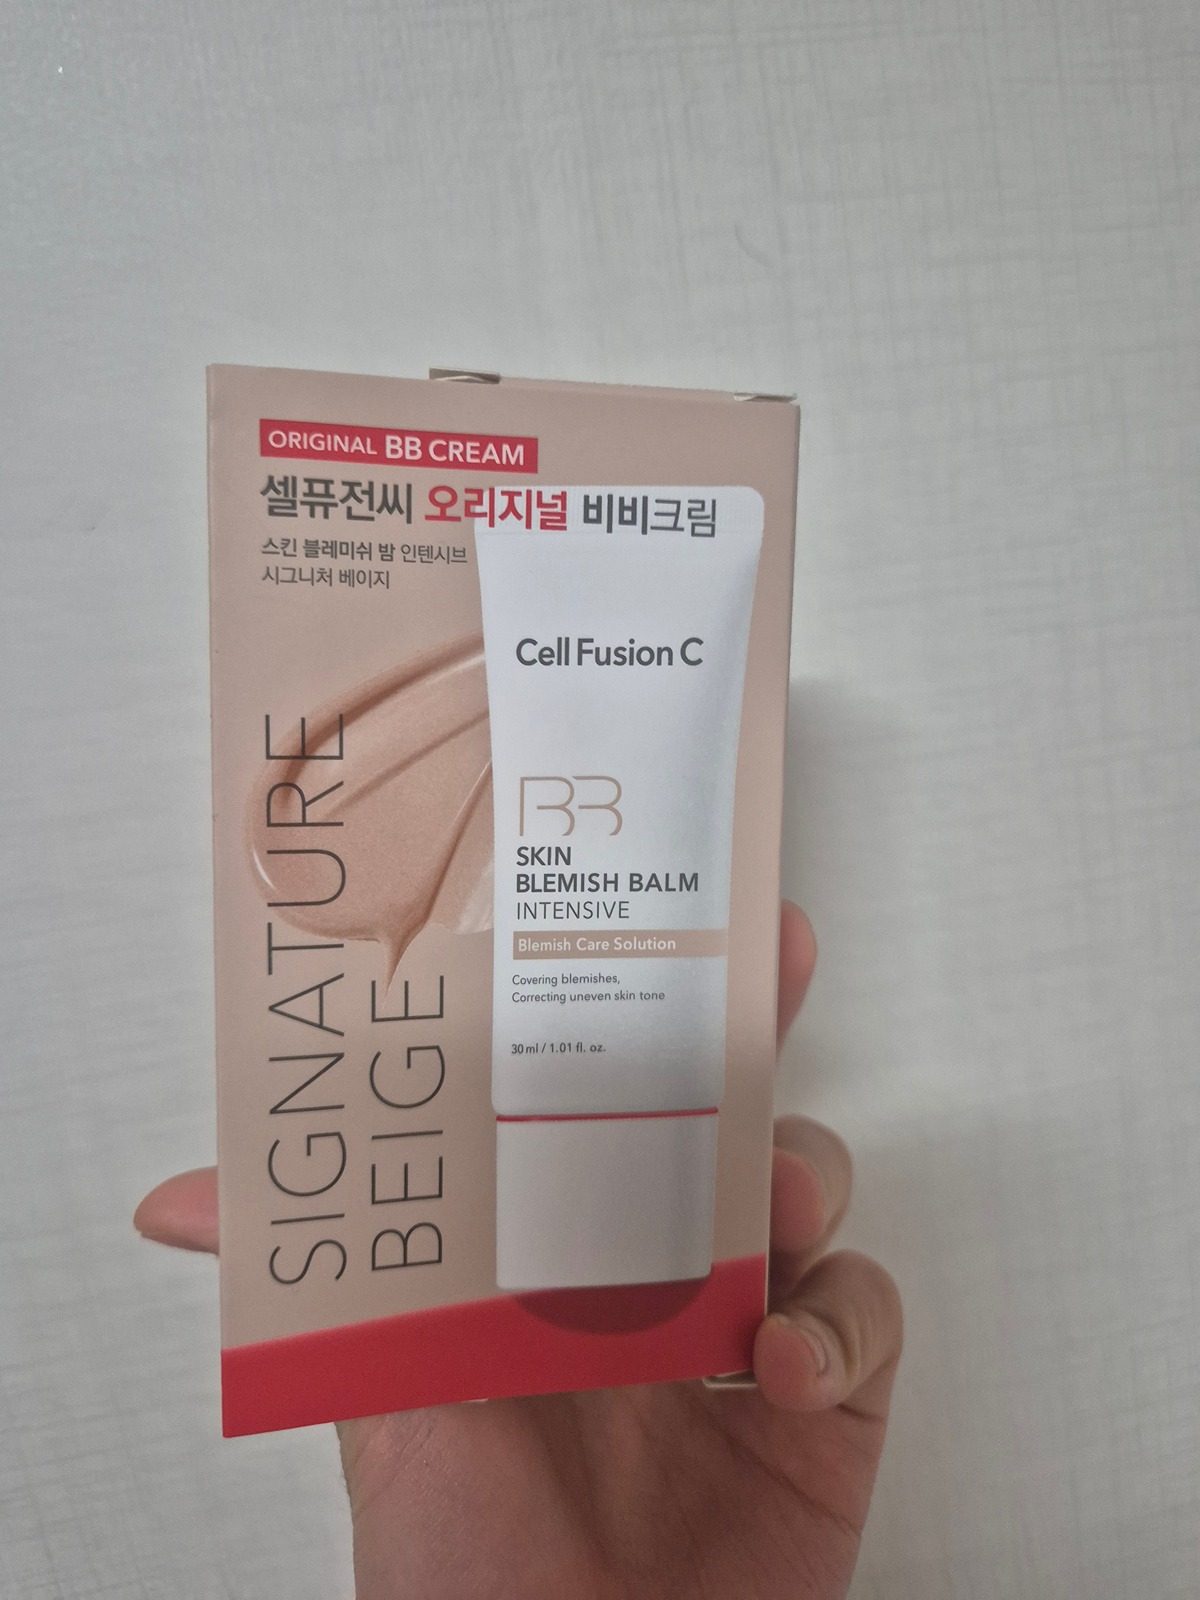 ORIGINAL BB CREAM
셀퓨전씨 오리지널 비비크림
스킨 블레미쉬 밤 인텐시브
시그니처 베이지
SIGNATURE
BEIGE
Cell Fusion C
BB
SKIN
BLEMISH BALM
INTENSIVE
Blemish Care Solution
Covering blemishes,
Correcting uneven skin tone
30 ml / 1.01 fl. oz.